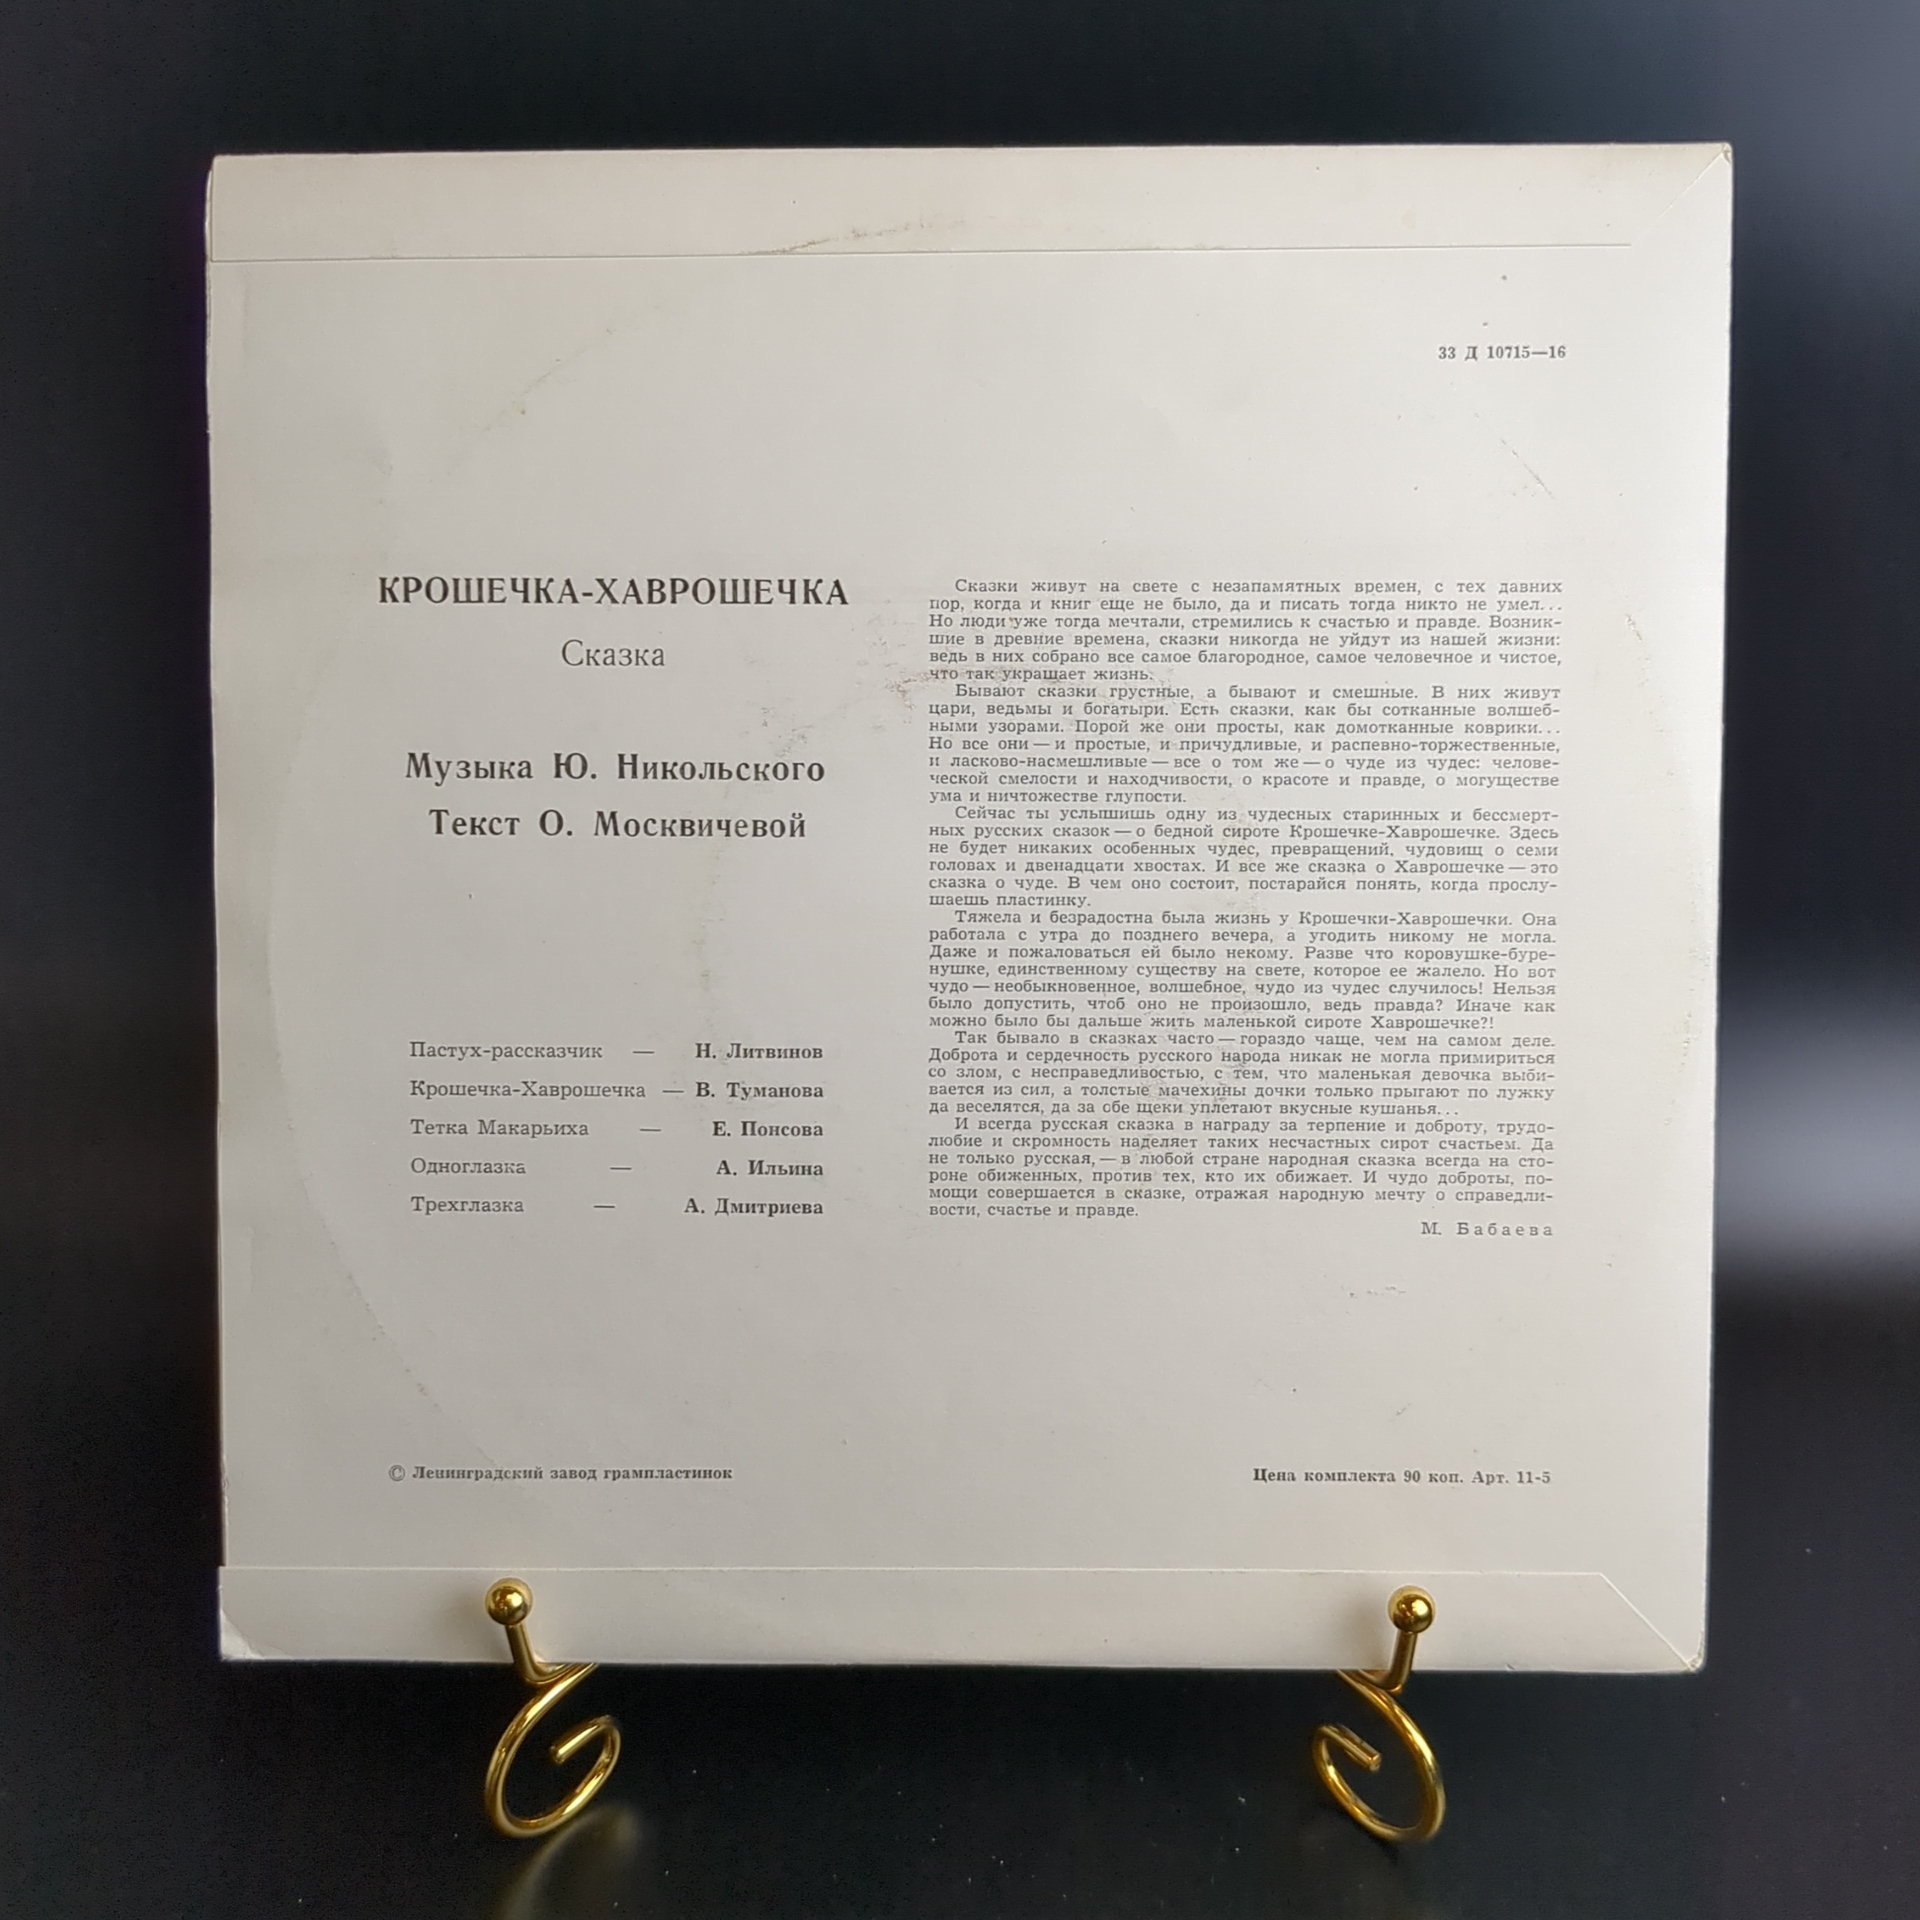 33 Д 10715—16
КРОШЕЧКА-ХАВРОШЕЧКА
Сказка
Музыка Ю. Никольского
Текст О. Москвичевой
Пастух-рассказчик — Н. Литвинов
Крошечка-Хаврошечка — В. Туманова
Тетка Макарьиха — Е. Понсова
Одноглазка — А. Ильина
Трехглазка — А. Дмитриева
Сказки живут на свете с незапамятных времен, с тех давних
пор, когда и книг еще не было, да и писать тогда никто не умел...
Но люди уже тогда мечтали, стремились к счастью и правде. Возник-
шие в древние времена, сказки никогда не уйдут из нашей жизни:
ведь в них собрано все самое благородное, самое человечное и чистое,
что так украшает жизнь.
Бывают сказки грустные, а бывают и смешные. В них живут
цари, ведьмы и богатыри. Есть сказки, как бы сотканные волшеб-
ными узорами. Порой же они просты, как домотканные коврики...
Но все они — и простые, и причудливые, и распевно-торжественные,
и ласково-насмешливые — все о том же — о чуде из чудес: челове-
ческой смелости и находчивости, о красоте и правде, о могуществе
ума и ничтожестве глупости.
Сейчас ты услышишь одну из чудесных старинных и бессмерт-
ных русских сказок — о бедной сироте Крошечке-Хаврошечке. Здесь
не будет никаких особенных чудес, превращений, чудовищ о семи
головах и двенадцати хвостах. И все же сказка о Хаврошечке — это
сказка о чуде. В чем оно состоит, постарайся понять, когда прослу-
шаешь пластинку.
Тяжела и безрадостна была жизнь у Крошечки-Хаврошечки. Она
работала с утра до позднего вечера, а угодить никому не могла.
Даже и пожаловаться ей было некому. Разве что коровушке-буре-
нушке, единственному существу на свете, которое ее жалело. Но вот
чудо — необыкновенное, волшебное, чудо из чудес случилось! Нельзя
было допустить, чтоб оно не произошло, ведь правда? Иначе как
можно было бы дальше жить маленькой сироте Хаврошечке?!
Так бывало в сказках часто — гораздо чаще, чем на самом деле.
Доброта и сердечность русского народа никак не могла примириться
со злом, с несправедливостью, с тем, что маленькая девочка выби-
вается из сил, а толстые мачехины дочки только прыгают по лужку
да веселятся, да за обе щеки уплетают вкусные кушанья...
И всегда русская сказка в награду за терпение и доброту, трудо-
любие и скромность наделяет таких несчастных сирот счастьем. Да
не только русская, — в любой стране народная сказка всегда на сто-
роне обиженных, против тех, кто их обижает. И чудо доброты, по-
мощи совершается в сказке, отражая народную мечту о справедли-
вости, счастье и правде.
М. Бабаева
© Ленинградский завод грампластинок
Цена комплекта 90 коп. Арт. 11-5